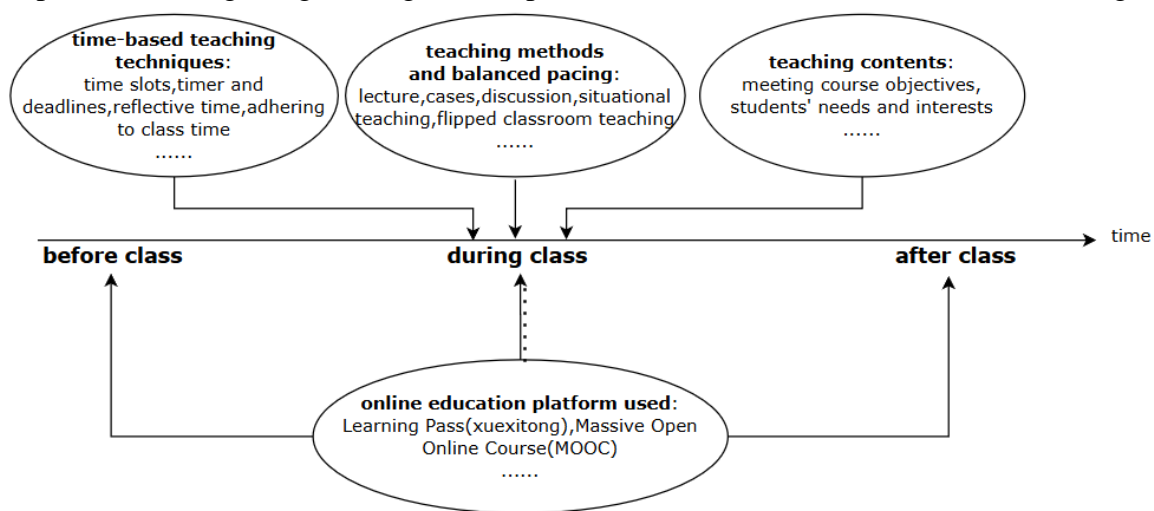 time-based teaching
techniques:
time slots,timer and
deadlines,reflective time,adhering
to class time
......
teaching methods
and balanced pacing:
lecture,cases,discussion,situational
teaching,flipped classroom teaching
......
teaching contents:
meeting course objectives,
students' needs and interests
......
time
before class
during class
after class
online education platform used:
Learning Pass(xuexitong),Massive Open
Online Course(MOOC)
......